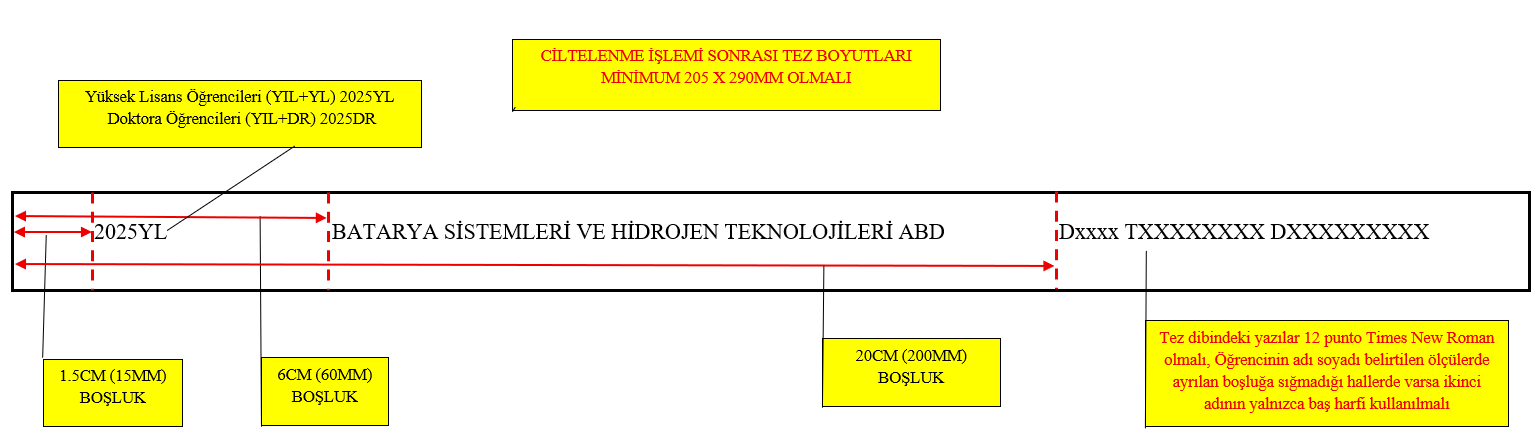 CİLTELENME İŞLEMİ SONRASI TEZ BOYUTLARI
MİNİMUM 205 X 290MM OLMALI
Yüksek Lisans Öğrencileri (YIL+YL) 2025YL
Doktora Öğrencileri (YIL+DR) 2025DR
2025YL
BATARYA SİSTEMLERİ VE HİDROJEN TEKNOLOJİLERİ ABD
Dxxxx TXXXXXXXX DXXXXXXXXX
1.5CM (15MM)
BOŞLUK
6CM (60MM)
BOŞLUK
20CM (200MM)
BOŞLUK
Tez dibindeki yazılar 12 punto Times New Roman
olmalı, Öğrencinin adı soyadı belirtilen ölçülerde
ayrılan boşluğa sığmadığı hallerde varsa ikinci
adının yalnızca baş harfi kullanılmalı